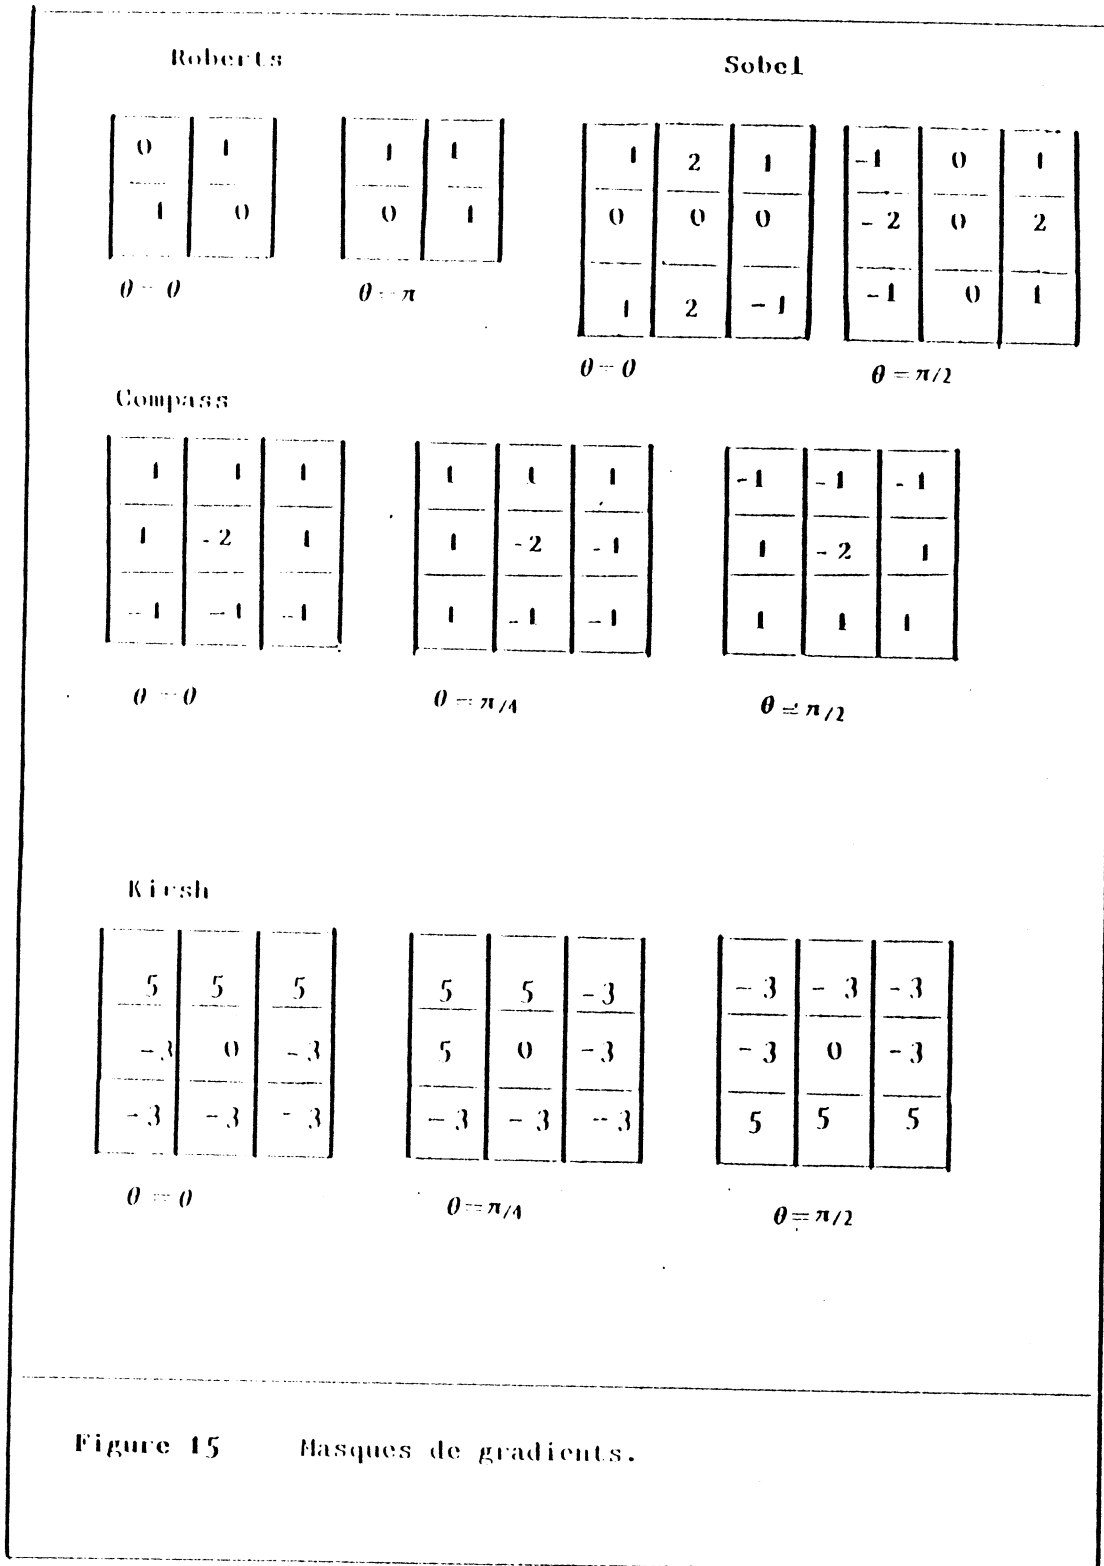 Roberts Sobel
0 1 1 1 1 2 1 -1 0 1
1 0 0 1 0 0 0 -2 0 2
1 2 -1 -1 0 1
θ = 0 θ = π θ = 0 θ = π/2
Compass
1 1 1 1 1 1 -1 -1 -1
1 -2 1 1 -2 -1 1 -2 1
-1 -1 -1 1 -1 -1 1 1 1
θ = 0 θ = π/4 θ = π/2
Kirsh
5 5 5 5 5 -3 -3 -3 -3
-3 0 -3 5 0 -3 -3 0 -3
-3 -3 -3 -3 -3 -3 5 5 5
θ = 0 θ = π/4 θ = π/2
Figure 15 Masques de gradients.